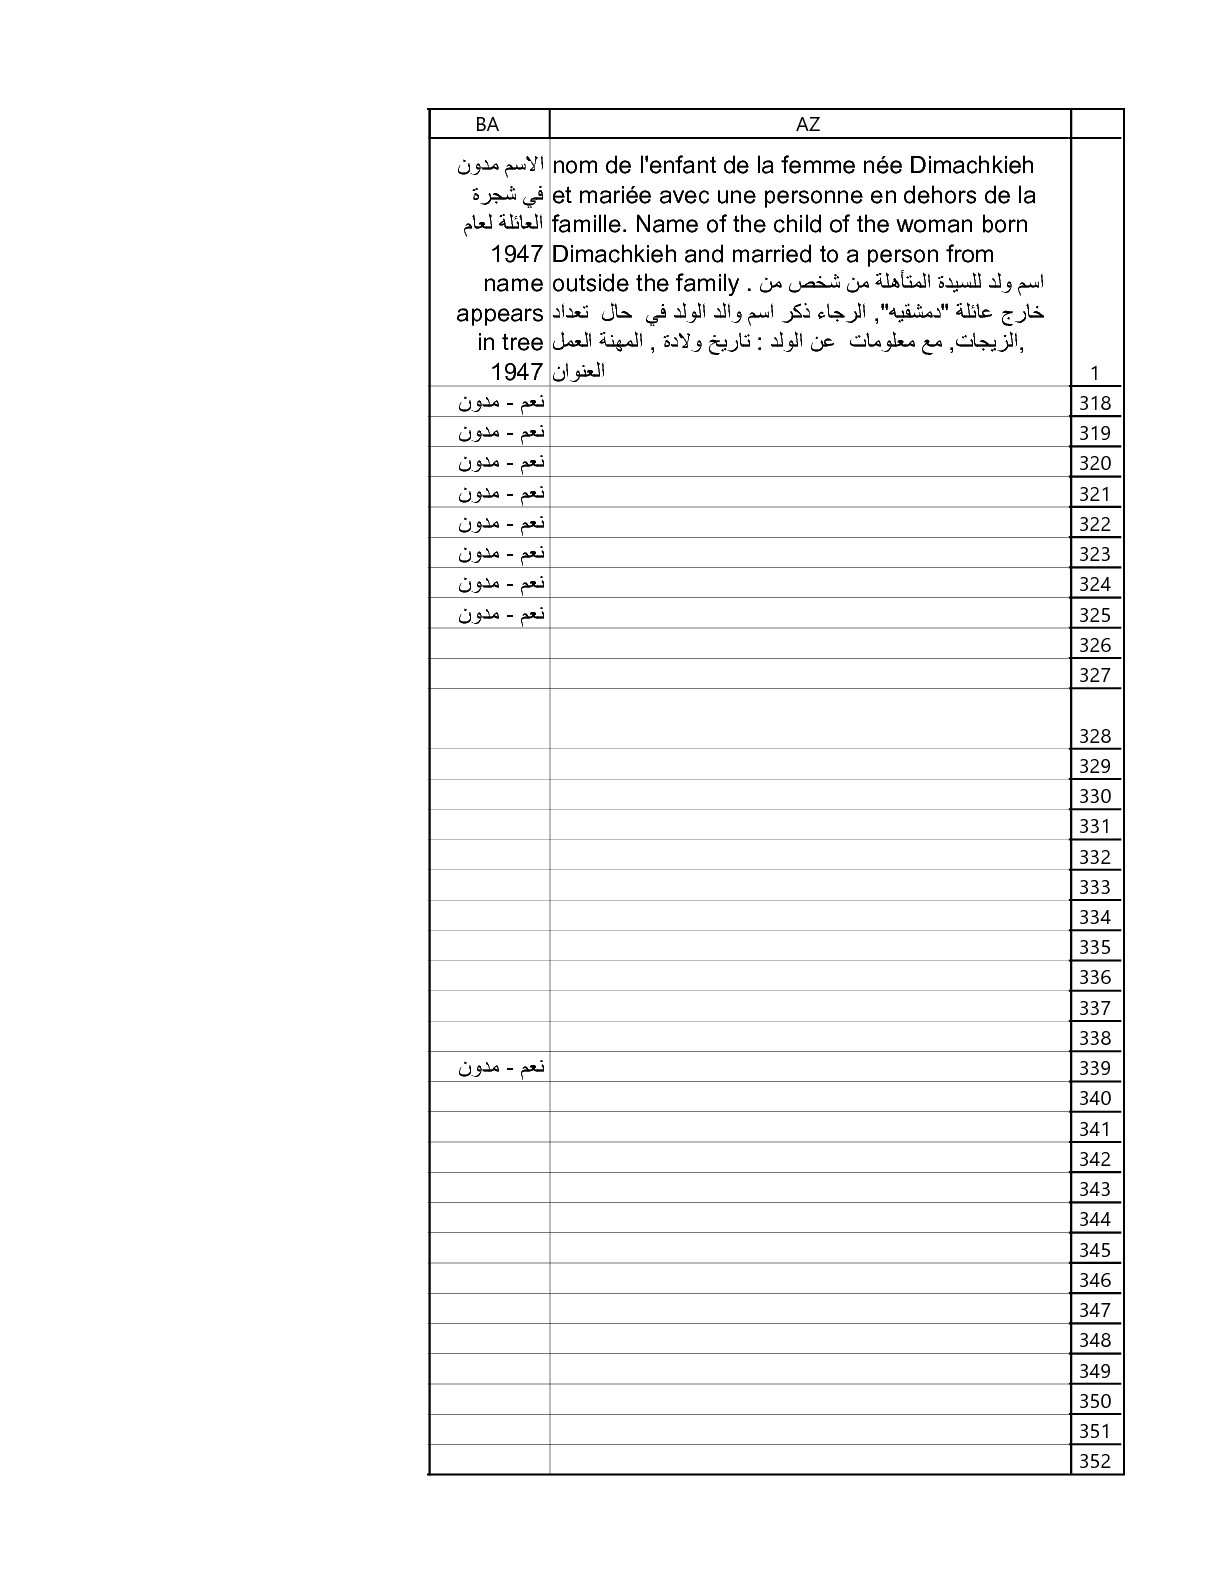 BA AZ
الاسم مدون
في شجرة
العائلة لعام
1947
name
appears
in tree
1947
nom de l'enfant de la femme née Dimachkieh
et mariée avec une personne en dehors de la
famille. Name of the child of the woman born
Dimachkieh and married to a person from
outside the family . اسم ولد للسيدة المتأهلة من شخص من
خارج عائلة "دمشقيه", الرجاء ذكر اسم والد الولد في حال تعداد
الزيجات, مع معلومات عن الولد : تاريخ ولادة , المهنة العمل,
العنوان
1
نعم - مدون 318
نعم - مدون 319
نعم - مدون 320
نعم - مدون 321
نعم - مدون 322
نعم - مدون 323
نعم - مدون 324
نعم - مدون 325
326
327
328
329
330
331
332
333
334
335
336
337
338
نعم - مدون 339
340
341
342
343
344
345
346
347
348
349
350
351
352